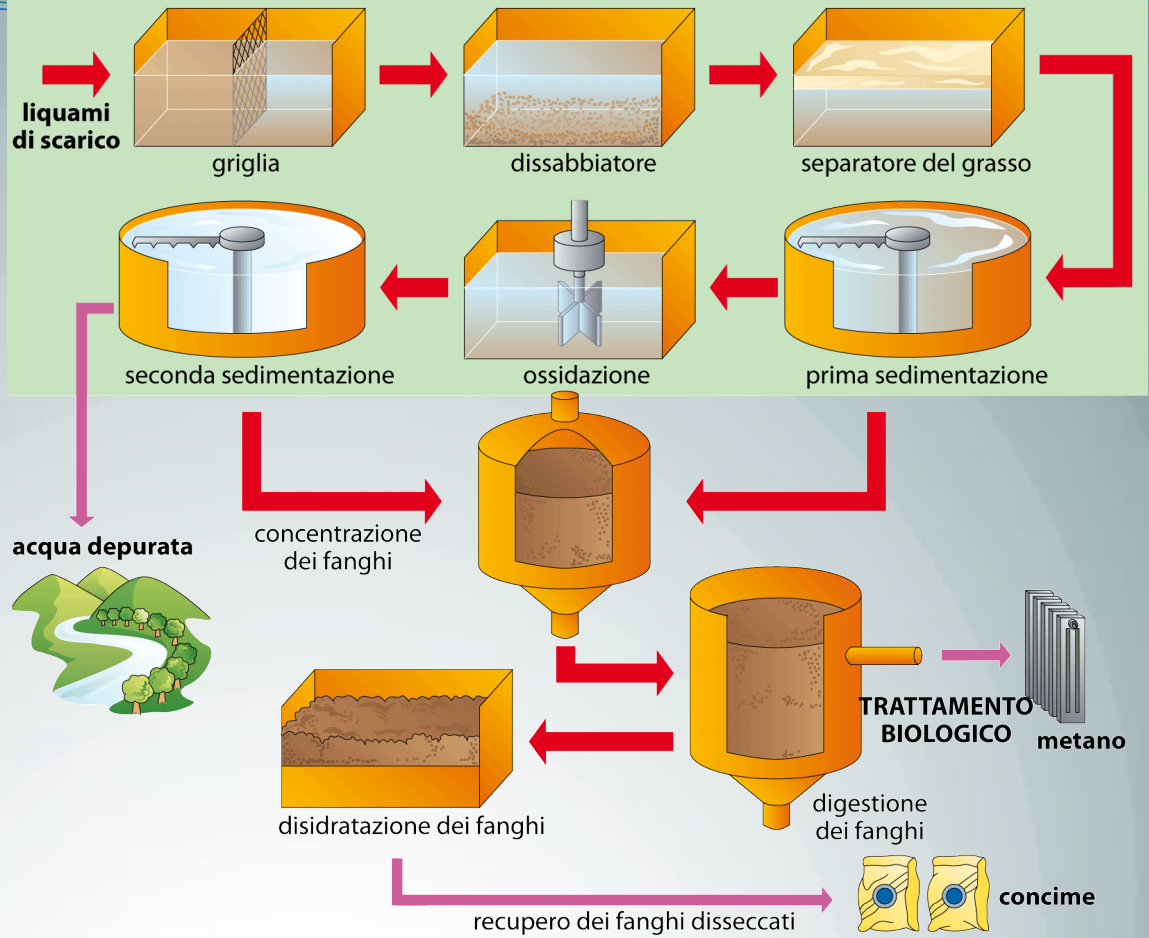 liquami
di scarico
griglia
dissabbiatore
separatore del grasso
seconda sedimentazione
ossidazione
prima sedimentazione
concentrazione
dei fanghi
acqua depurata
TRATTAMENTO
BIOLOGICO
metano
digestione
dei fanghi
disidratazione dei fanghi
recupero dei fanghi disseccati
concime